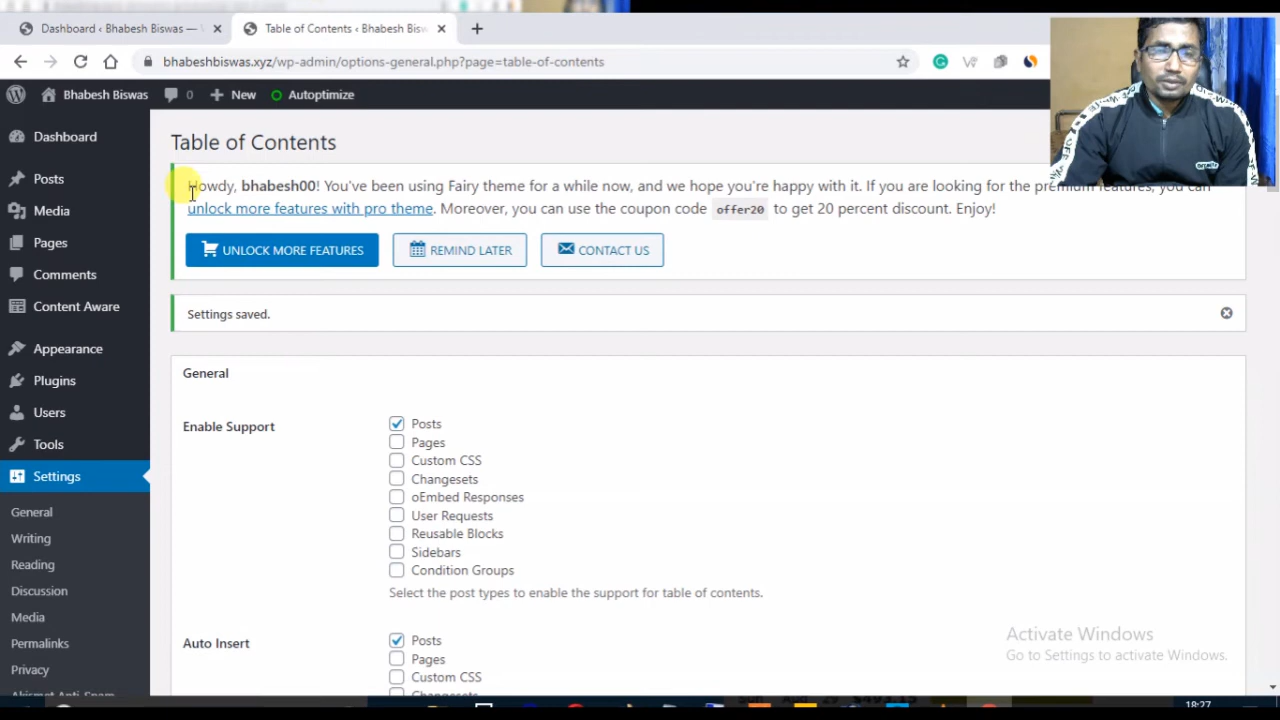 Dashboard ‹ Bhabesh Biswas — W
Table of Contents ‹ Bhabesh Bisw
bhabeshbiswas.xyz/wp-admin/options-general.php?page=table-of-contents
Bhabesh Biswas
0
New
Autoptimize
Dashboard
Posts
Media
Pages
Comments
Content Aware
Appearance
Plugins
Users
Tools
Settings
General
Writing
Reading
Discussion
Media
Permalinks
Privacy
Akismet Anti-Spam
Table of Contents
Howdy, bhabesh00! You've been using Fairy theme for a while now, and we hope you're happy with it. If you are looking for the premium features, you can
unlock more features with pro theme. Moreover, you can use the coupon code offer20 to get 20 percent discount. Enjoy!
UNLOCK MORE FEATURES
REMIND LATER
CONTACT US
Settings saved.
General
Enable Support
Posts
Pages
Custom CSS
Changesets
oEmbed Responses
User Requests
Reusable Blocks
Sidebars
Condition Groups
Select the post types to enable the support for table of contents.
Auto Insert
Posts
Pages
Custom CSS
Changesets
Activate Windows
Go to Settings to activate Windows.
18:27